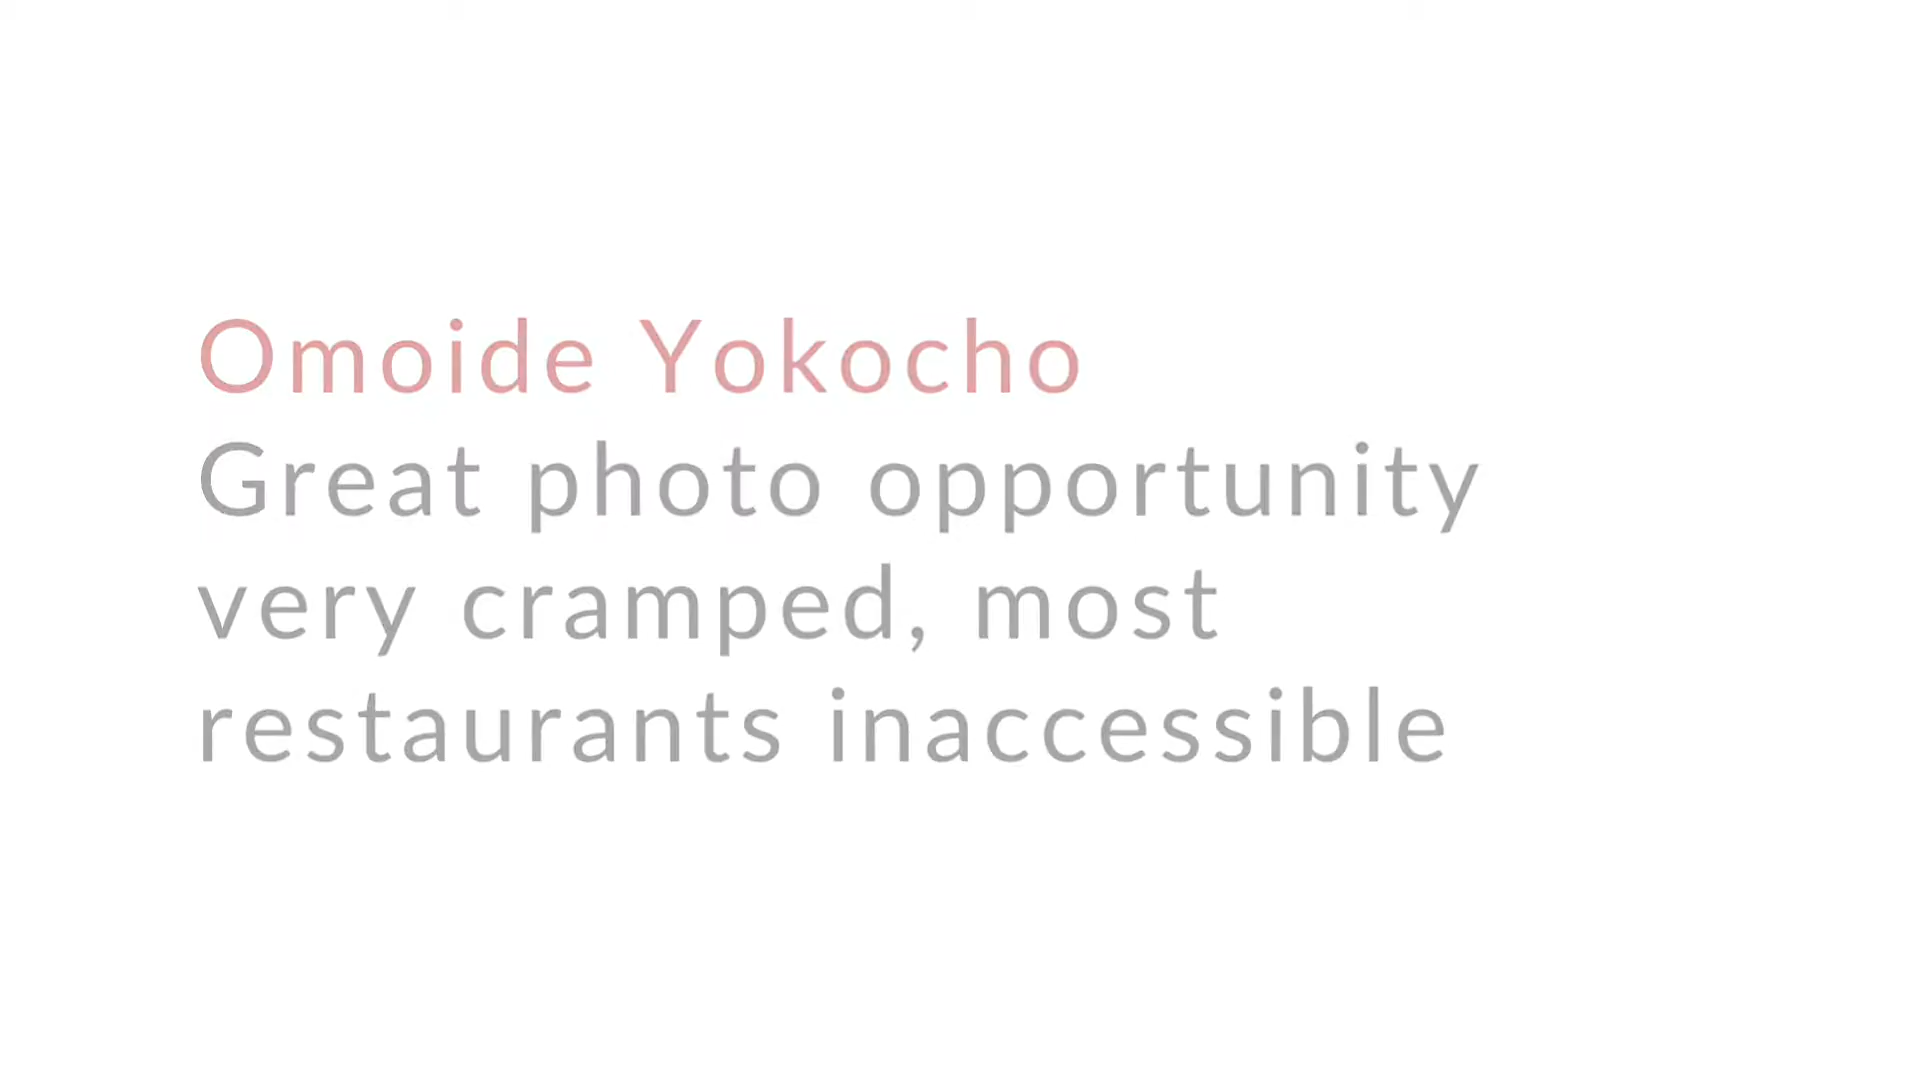 Omoide Yokocho
Great photo opportunity
very cramped, most
restaurants inaccessible